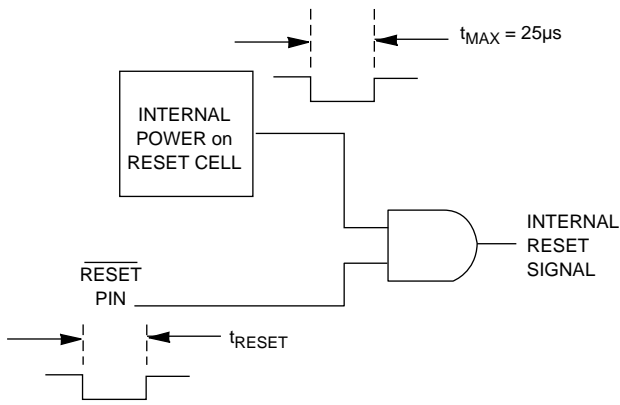 t_MAX = 25µs
INTERNAL
POWER on
RESET CELL
INTERNAL
RESET
SIGNAL
RESET
PIN
t_RESET